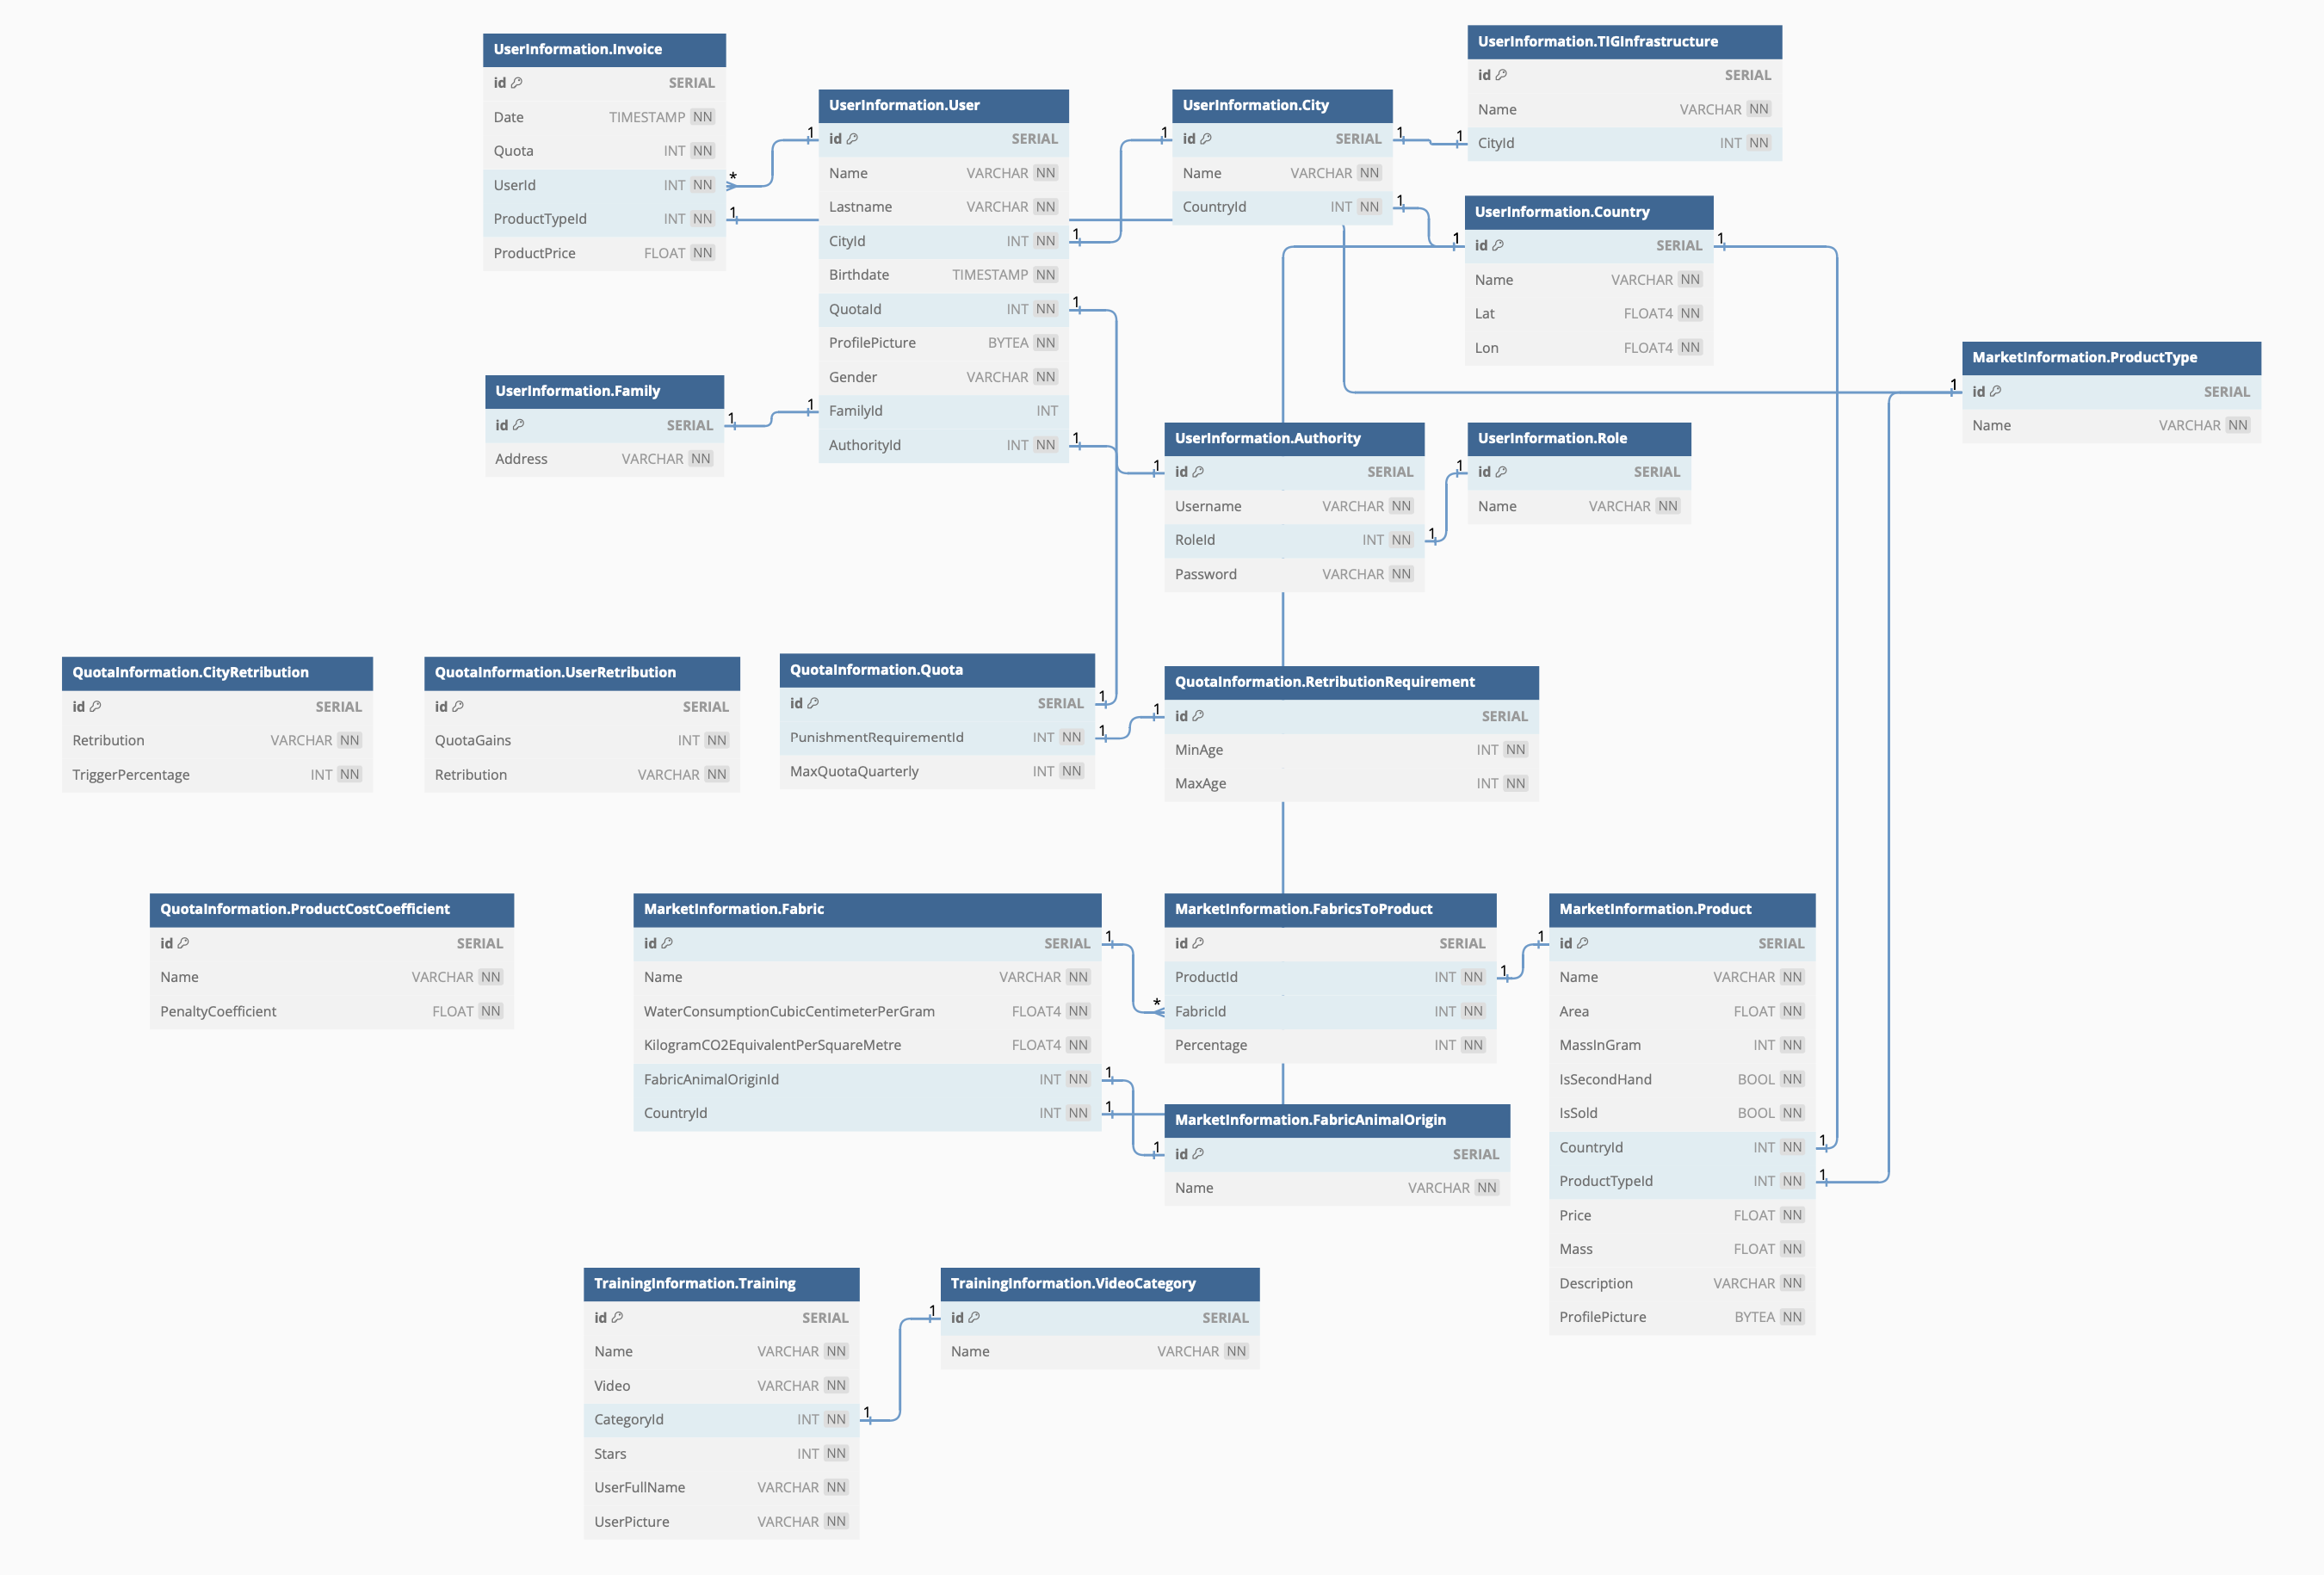 UserInformation.Invoice
id SERIAL
Date TIMESTAMP NN
Quota INT NN
UserId INT NN *
ProductTypeId INT NN 1
ProductPrice FLOAT NN
UserInformation.User
1 id SERIAL
Name VARCHAR NN
Lastname VARCHAR NN
CityId INT NN 1
Birthdate TIMESTAMP NN
QuotaId INT NN 1
ProfilePicture BYTEA NN
Gender VARCHAR NN
1 FamilyId INT
AuthorityId INT NN 1
UserInformation.City
1 id SERIAL 1
Name VARCHAR NN
CountryId INT NN 1
UserInformation.TIGInfrastructure
id SERIAL
Name VARCHAR NN
1 CityId INT NN
UserInformation.Country
1 id SERIAL 1
Name VARCHAR NN
Lat FLOAT4 NN
Lon FLOAT4 NN
MarketInformation.ProductType
1 id SERIAL
Name VARCHAR NN
UserInformation.Family
id SERIAL 1
Address VARCHAR NN
UserInformation.Authority
1 id SERIAL
Username VARCHAR NN
RoleId INT NN 1
Password VARCHAR NN
UserInformation.Role
1 id SERIAL
Name VARCHAR NN
QuotaInformation.CityRetribution
id SERIAL
Retribution VARCHAR NN
TriggerPercentage INT NN
QuotaInformation.UserRetribution
id SERIAL
QuotaGains INT NN
Retribution VARCHAR NN
QuotaInformation.Quota
id SERIAL 1
PunishmentRequirementId INT NN 1
MaxQuotaQuarterly INT NN
QuotaInformation.RetributionRequirement
1 id SERIAL
MinAge INT NN
MaxAge INT NN
QuotaInformation.ProductCostCoefficient
id SERIAL
Name VARCHAR NN
PenaltyCoefficient FLOAT NN
MarketInformation.Fabric
id SERIAL 1
Name VARCHAR NN
WaterConsumptionCubicCentimeterPerGram FLOAT4 NN
KilogramCO2EquivalentPerSquareMetre FLOAT4 NN
FabricAnimalOriginId INT NN 1
CountryId INT NN 1
MarketInformation.FabricsToProduct
id SERIAL
ProductId INT NN 1
* FabricId INT NN
Percentage INT NN
MarketInformation.FabricAnimalOrigin
1 id SERIAL
Name VARCHAR NN
MarketInformation.Product
1 id SERIAL
Name VARCHAR NN
Area FLOAT NN
MassInGram INT NN
IsSecondHand BOOL NN
IsSold BOOL NN
CountryId INT NN 1
ProductTypeId INT NN 1
Price FLOAT NN
Mass FLOAT NN
Description VARCHAR NN
ProfilePicture BYTEA NN
TrainingInformation.Training
id SERIAL
Name VARCHAR NN
Video VARCHAR NN
CategoryId INT NN 1
Stars INT NN
UserFullName VARCHAR NN
UserPicture VARCHAR NN
TrainingInformation.VideoCategory
1 id SERIAL
Name VARCHAR NN